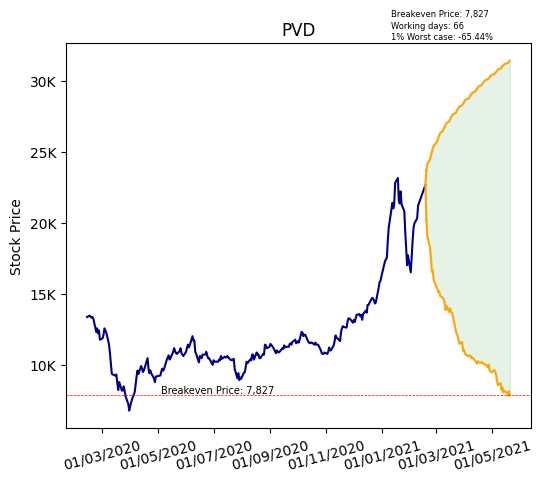 Breakeven Price: 7,827
Working days: 66
1% Worst case: -65.44%
PVD
Stock Price
30K
25K
20K
15K
10K
Breakeven Price: 7,827
01/03/2020 01/05/2020 01/07/2020 01/09/2020 01/11/2020 01/01/2021 01/03/2021 01/05/2021